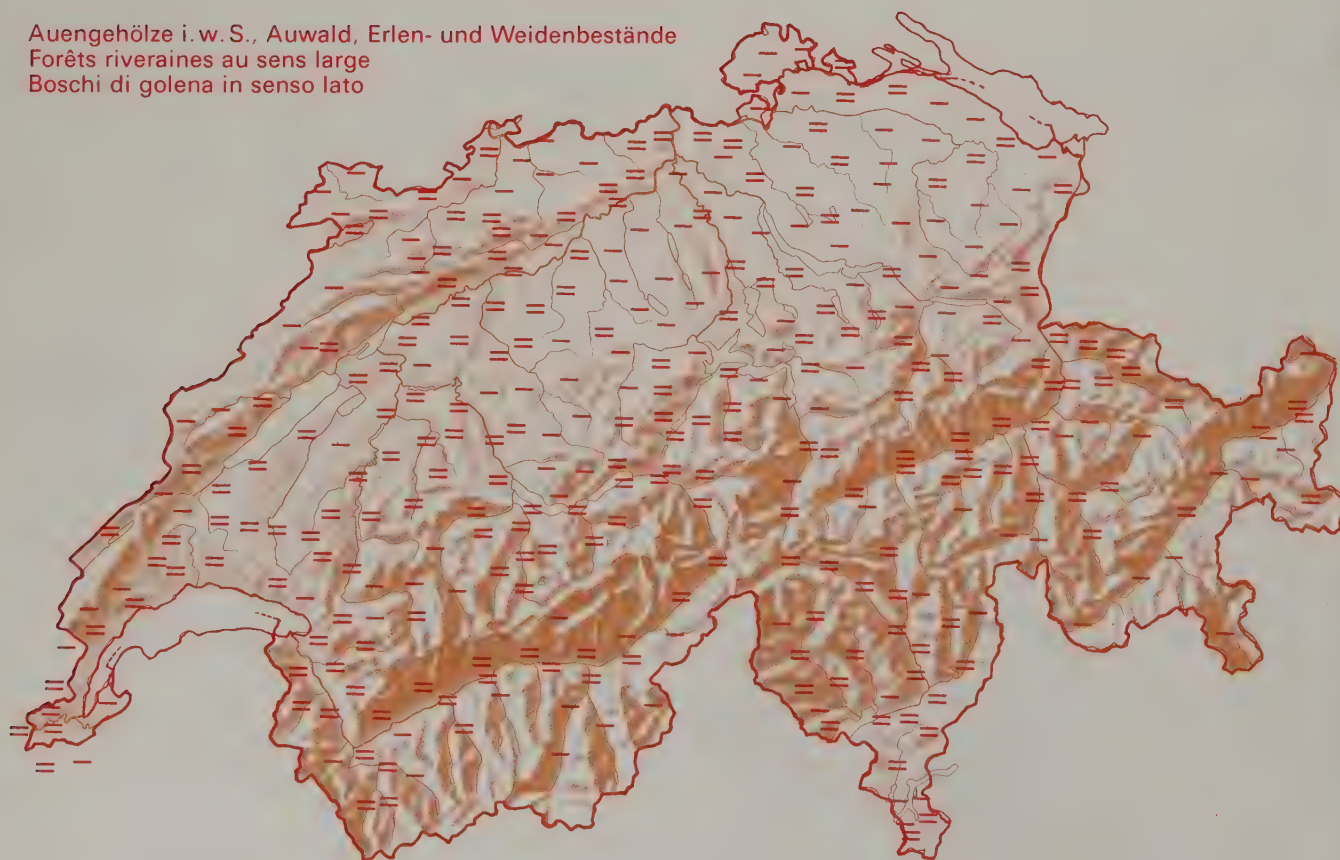 Auengehölze i.w.S., Auwald, Erlen- und Weidenbestände
Forêts riveraines au sens large
Boschi di golena in senso lato